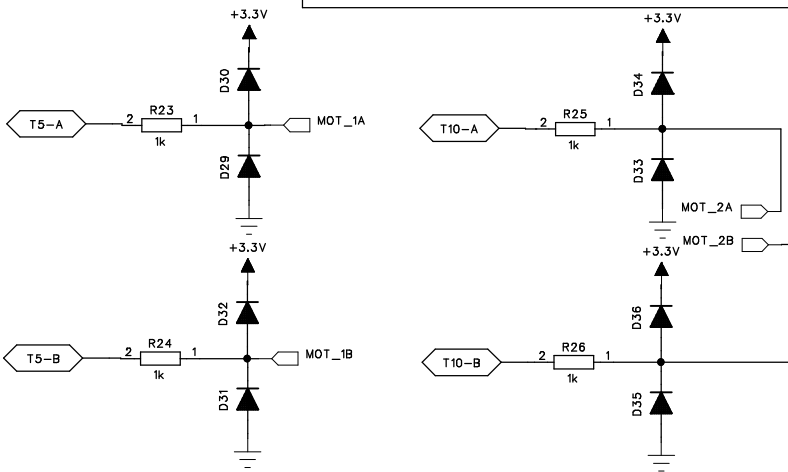 +3.3V
D30
T5-A
2
R23
1
1k
MOT_1A
D29
+3.3V
D34
T10-A
2
R25
1
1k
D33
MOT_2A
MOT_2B
+3.3V
D32
T5-B
2
R24
1
1k
MOT_1B
D31
+3.3V
D36
T10-B
2
R26
1
1k
D35